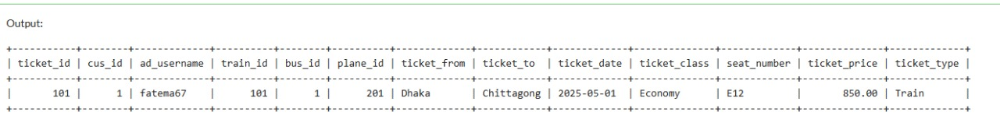 Output:
+-----------+--------+-------------+----------+--------+----------+-------------+------------+-------------+--------------+-------------+--------------+-------------+
| ticket_id | cus_id | ad_username | train_id | bus_id | plane_id | ticket_from | ticket_to  | ticket_date | ticket_class | seat_number | ticket_price | ticket_type |
+-----------+--------+-------------+----------+--------+----------+-------------+------------+-------------+--------------+-------------+--------------+-------------+
|       101 |      1 | fatema67    |      101 |      1 |      201 | Dhaka       | Chittagong | 2025-05-01  | Economy      | E12         |       850.00 | Train       |
+-----------+--------+-------------+----------+--------+----------+-------------+------------+-------------+--------------+-------------+--------------+-------------+